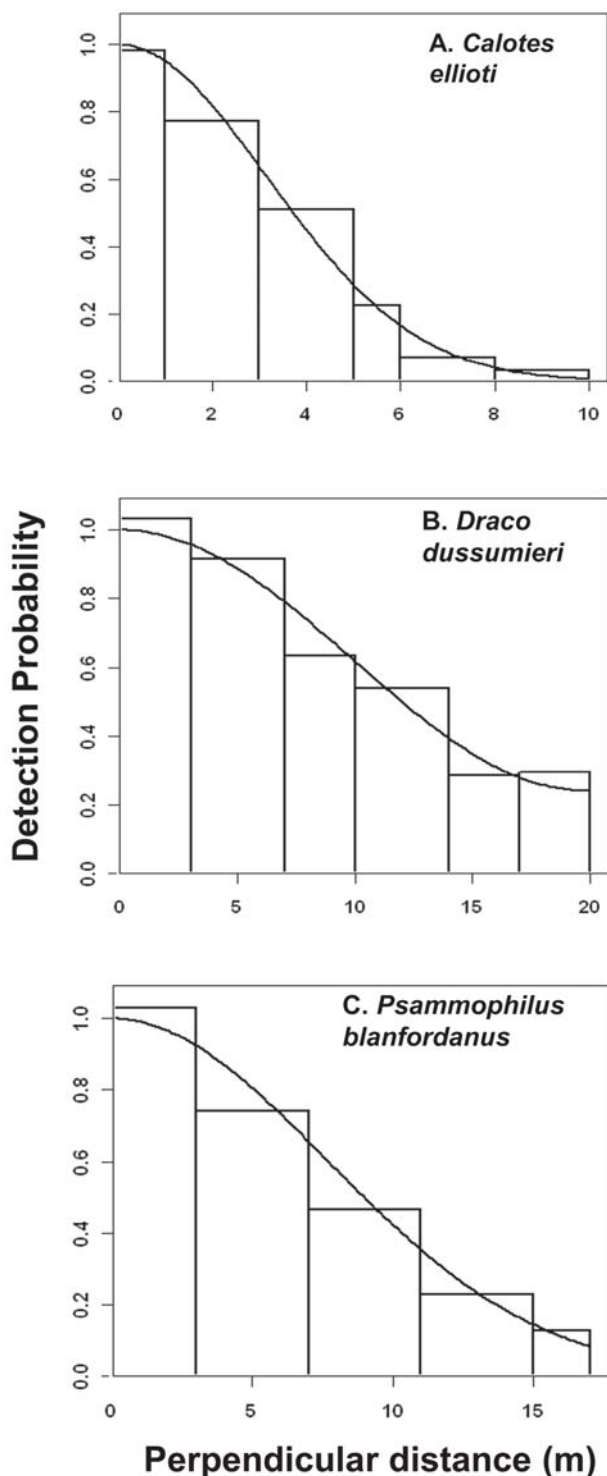 A. Calotes
ellioti
1.0
0.8
0.6
0.4
0.2
0.0
0 2 4 6 8 10
B. Draco
dussumieri
1.0
0.8
0.6
0.4
0.2
0.0
0 5 10 15 20
Detection Probability
C. Psammophilus
blanfordanus
1.0
0.8
0.6
0.4
0.2
0.0
0 5 10 15
Perpendicular distance (m)